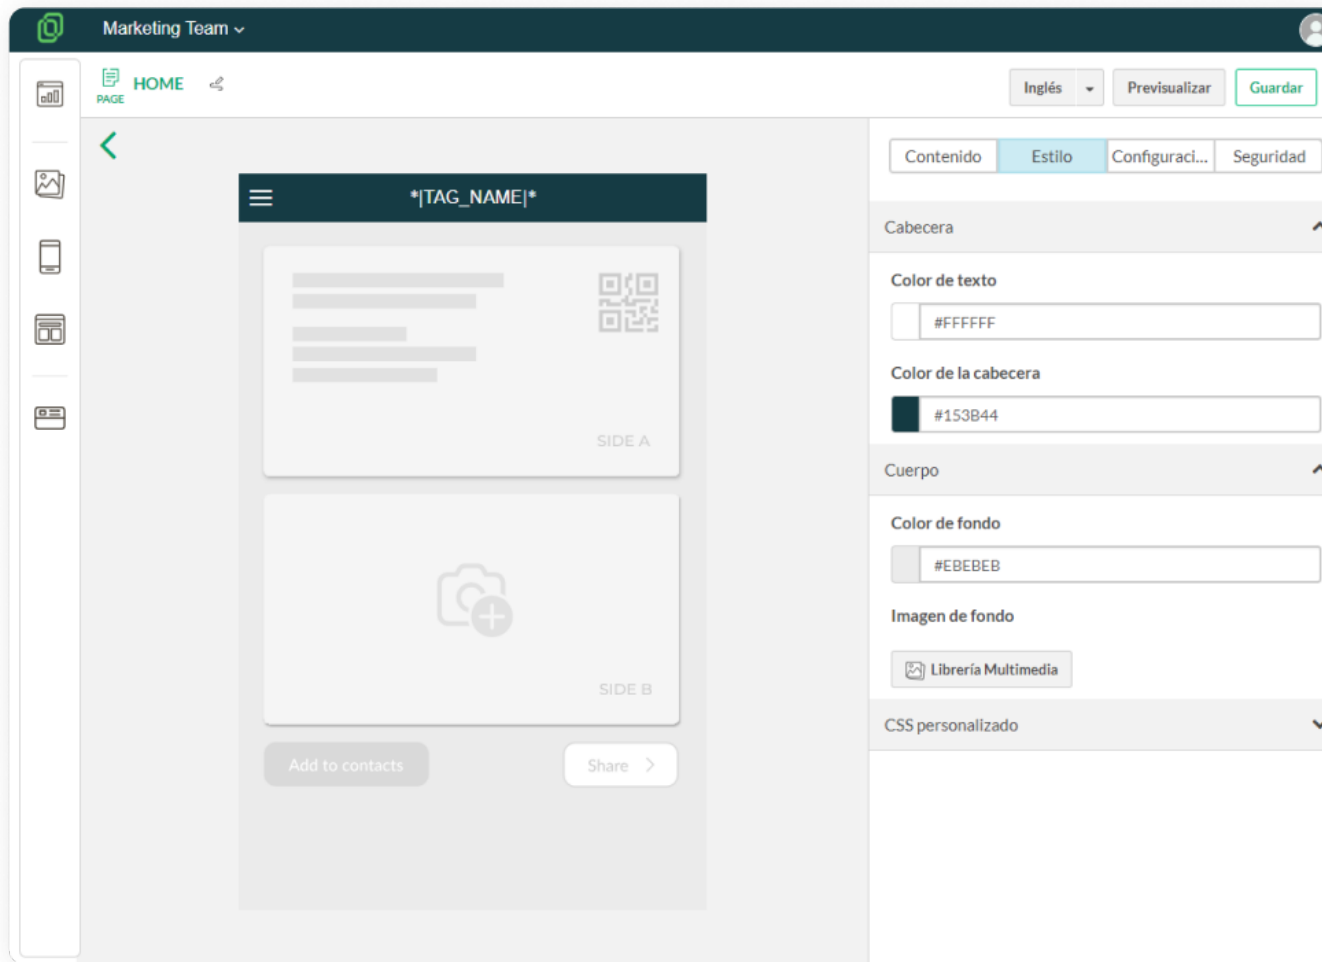 Marketing Team
PAGE
HOME
Inglés
Previsualizar
Guardar
Contenido
Estilo
Configuraci...
Seguridad
*|TAG_NAME|*
SIDE A
SIDE B
Add to contacts
Share
Cabecera
Color de texto
#FFFFFF
Color de la cabecera
#153B44
Cuerpo
Color de fondo
#EBEBEB
Imagen de fondo
Librería Multimedia
CSS personalizado